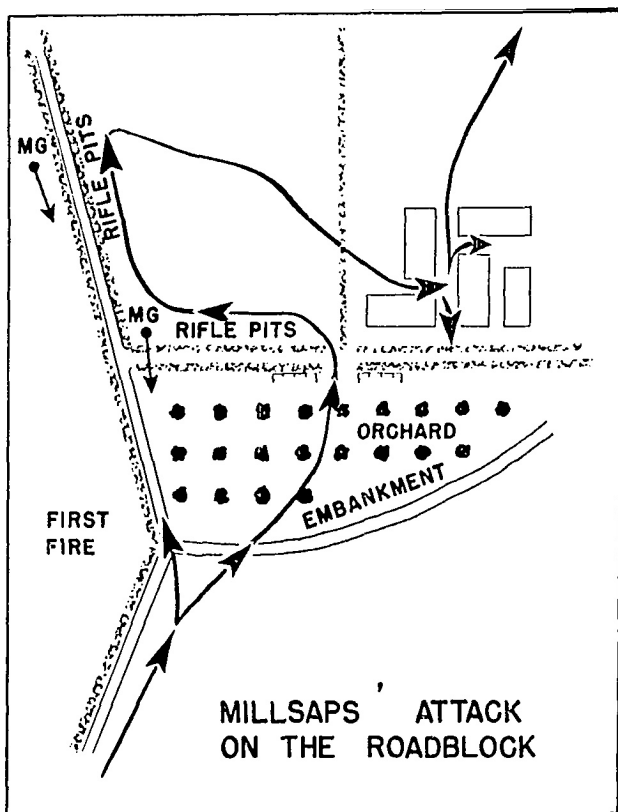 MG
RIFLE PITS
MG
RIFLE PITS
ORCHARD
EMBANKMENT
FIRST
FIRE
MILLSAPS' ATTACK
ON THE ROADBLOCK